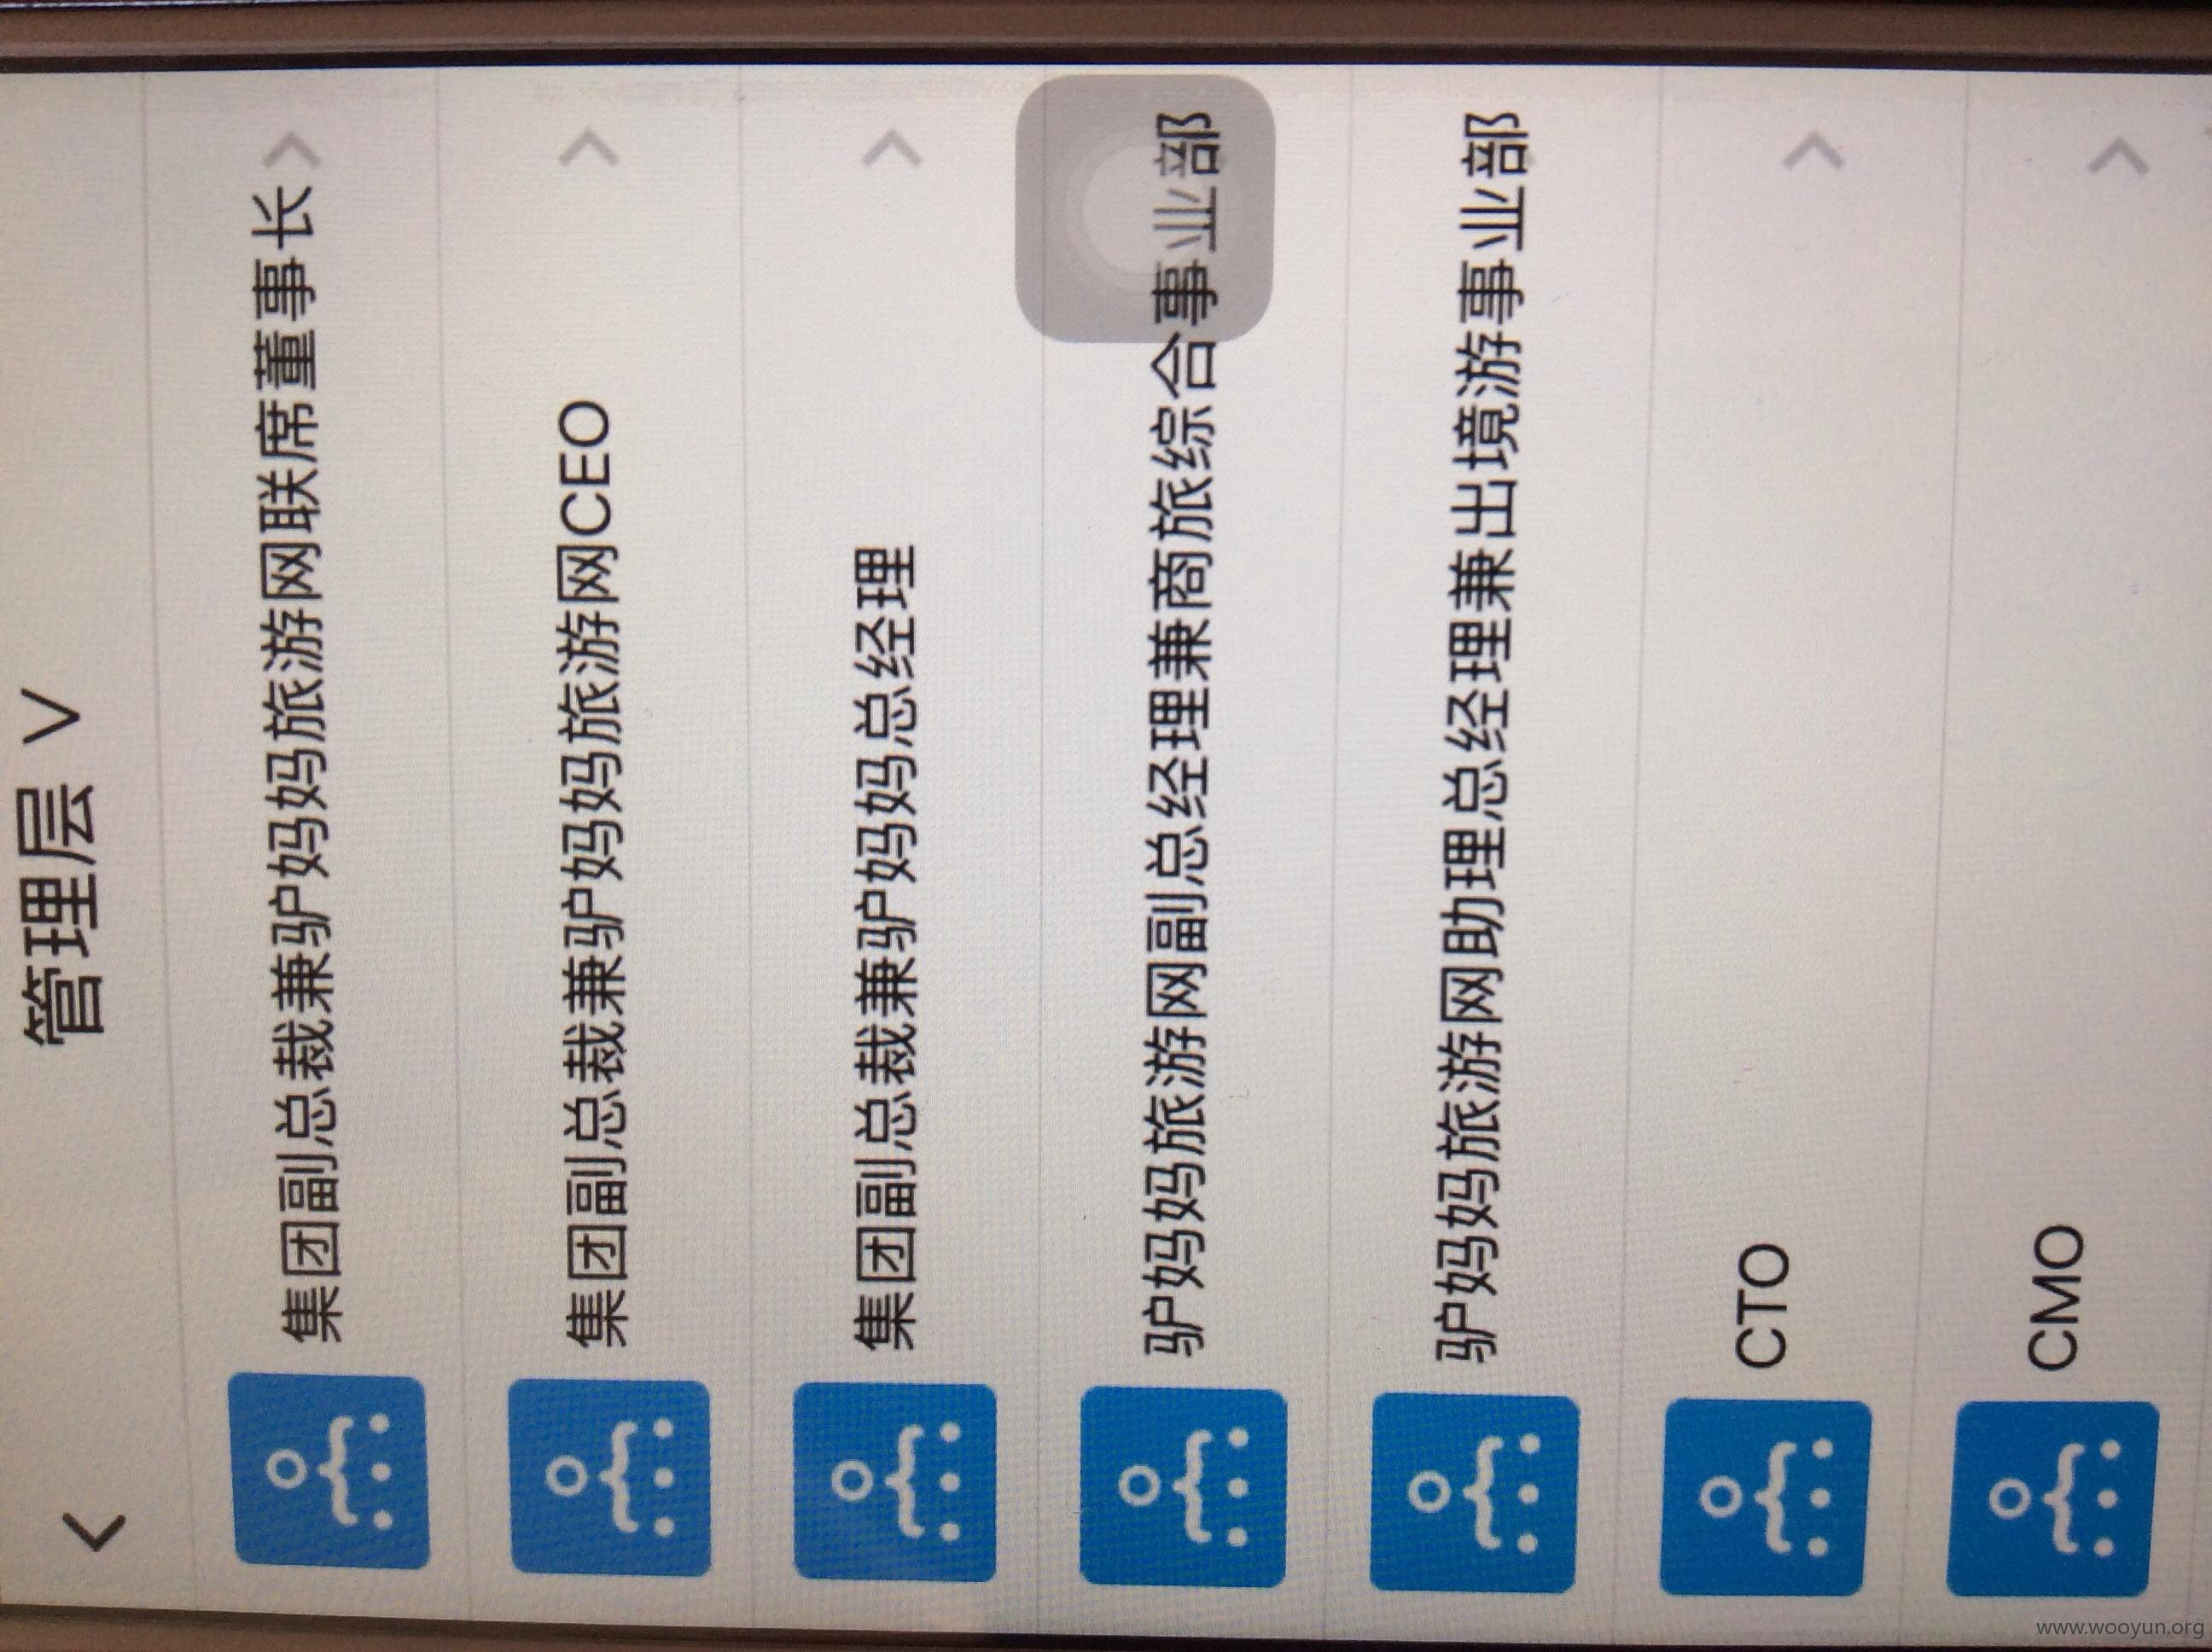 管理层
集团副总裁兼驴妈妈旅游网联席董事长
集团副总裁兼驴妈妈旅游网CEO
集团副总裁兼驴妈妈总经理
驴妈妈旅游网副总经理兼商旅综合事业部
驴妈妈旅游网助理总经理兼出境游事业部
CTO
CMO
www.wooyun.org